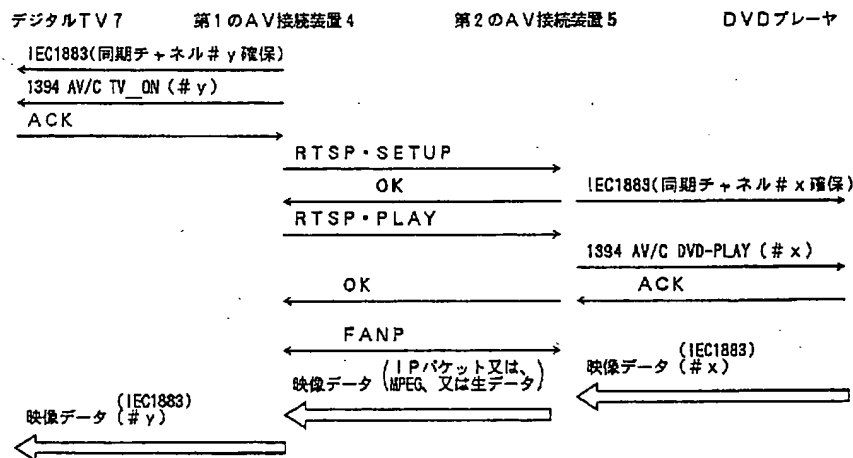 デジタルTV7 第1のAV接続装置4 第2のAV接続装置5 DVDプレーヤ
IEC1883(同期チャネル#y確保)
1394 AV/C TV_ON (#y)
ACK
RTSP・SETUP
OK IEC1883(同期チャネル#x確保)
RTSP・PLAY
1394 AV/C DVD-PLAY (#x)
OK ACK
FANP
映像データ (IPパケット又は、
MPEG、又は生データ)
映像データ (IEC1883)
(#x)
映像データ (IEC1883)
(#y)